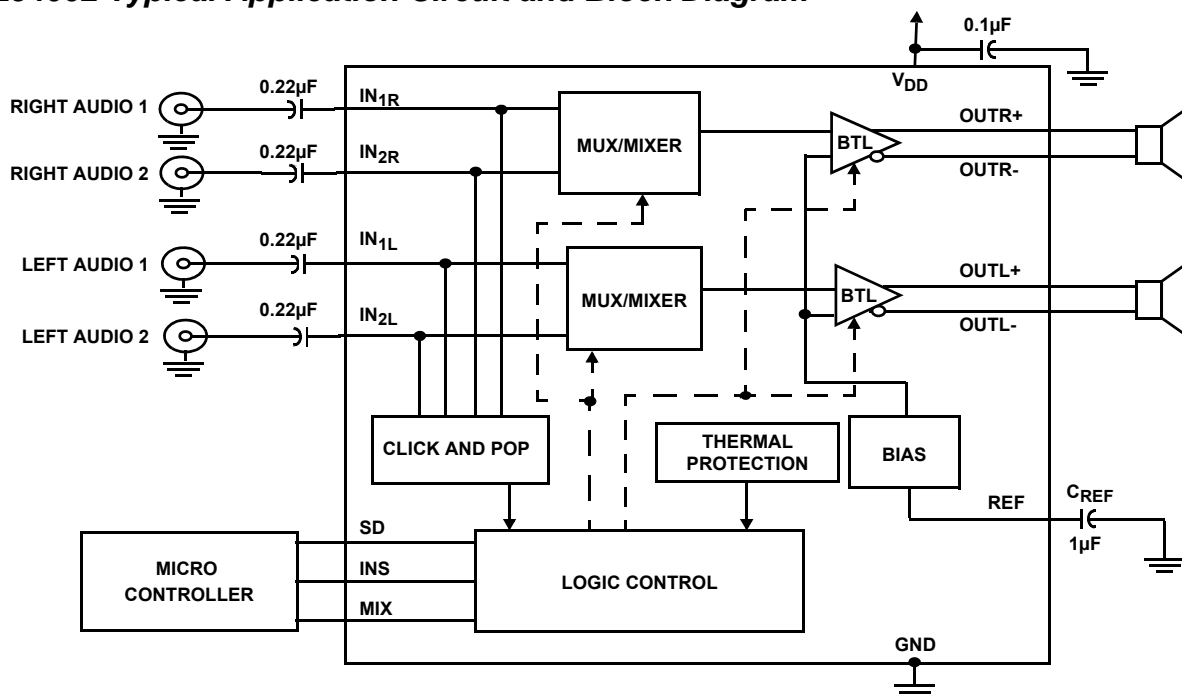 Typical Application Circuit and Block Diagram
0.1µF
V_DD
RIGHT AUDIO 1
0.22µF
IN_1R
MUX/MIXER
BTL
OUTR+
RIGHT AUDIO 2
0.22µF
IN_2R
OUTR-
LEFT AUDIO 1
0.22µF
IN_1L
MUX/MIXER
BTL
OUTL+
LEFT AUDIO 2
0.22µF
IN_2L
OUTL-
CLICK AND POP
THERMAL
PROTECTION
BIAS
REF
C_REF
1µF
MICRO
CONTROLLER
SD
INS
MIX
LOGIC CONTROL
GND